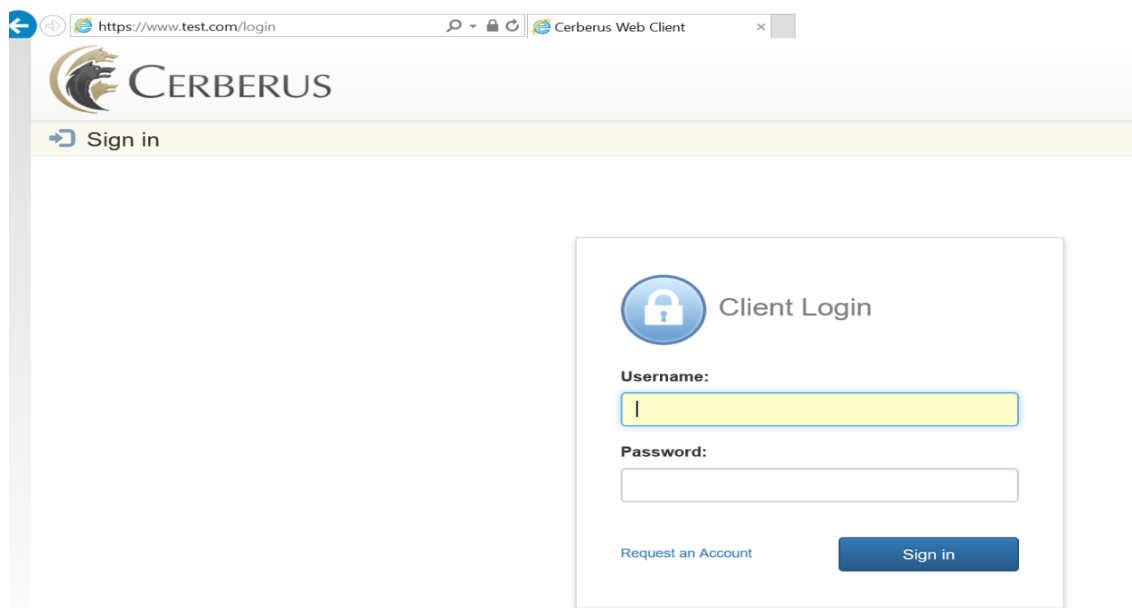 https://www.test.com/login
Cerberus Web Client
CERBERUS
Sign in
Client Login
Username:
Password:
Request an Account
Sign in